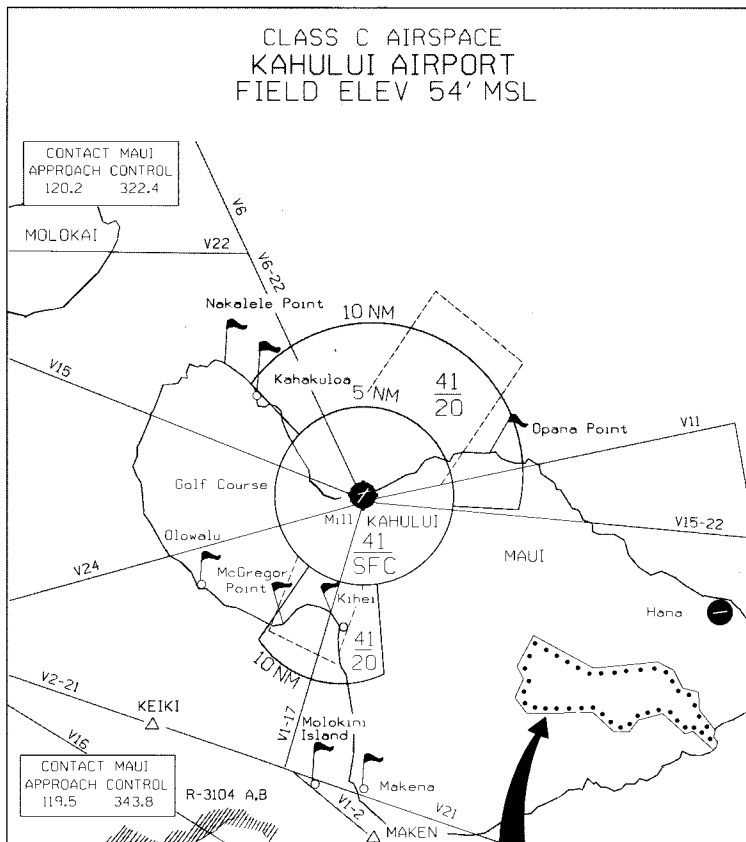 CLASS C AIRSPACE
KAHULUI AIRPORT
FIELD ELEV 54' MSL
CONTACT MAUI
APPROACH CONTROL
120.2 322.4
MOLOKAI
V6
V22
V6-22
Nakalele Point
10 NM
V15
Kahakuloa
5 NM
41
20
Opana Point
V11
Golf Course
Mill
KAHULUI
V15-22
41
SFC
MAUI
Olowalu
V24
McGregor
Point
Kihei
Hana
41
20
10 NM
V2-21
KEIKI
V1-17
V16
Molokini
Island
CONTACT MAUI
APPROACH CONTROL
119.5 343.8
R-3104 A,B
Makena
V1-2
V21
MAKEN